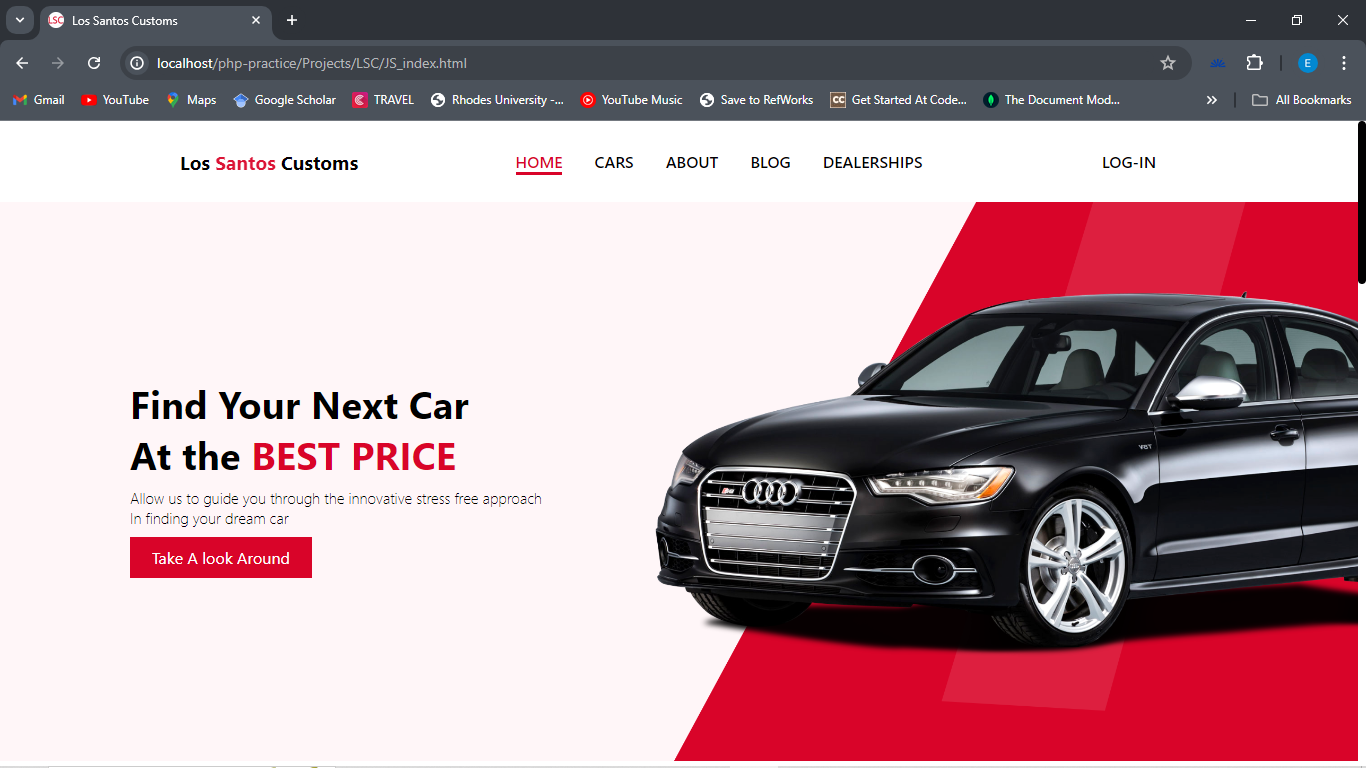 LSC Los Santos Customs
localhost/php-practice/Projects/LSC/JS_index.html
E
Gmail YouTube Maps Google Scholar TRAVEL Rhodes University -... YouTube Music Save to RefWorks CC Get Started At Code... The Document Mod... All Bookmarks
Los Santos Customs HOME CARS ABOUT BLOG DEALERSHIPS LOG-IN
Find Your Next Car
At the BEST PRICE
Allow us to guide you through the innovative stress free approach
In finding your dream car
Take A look Around
V8T